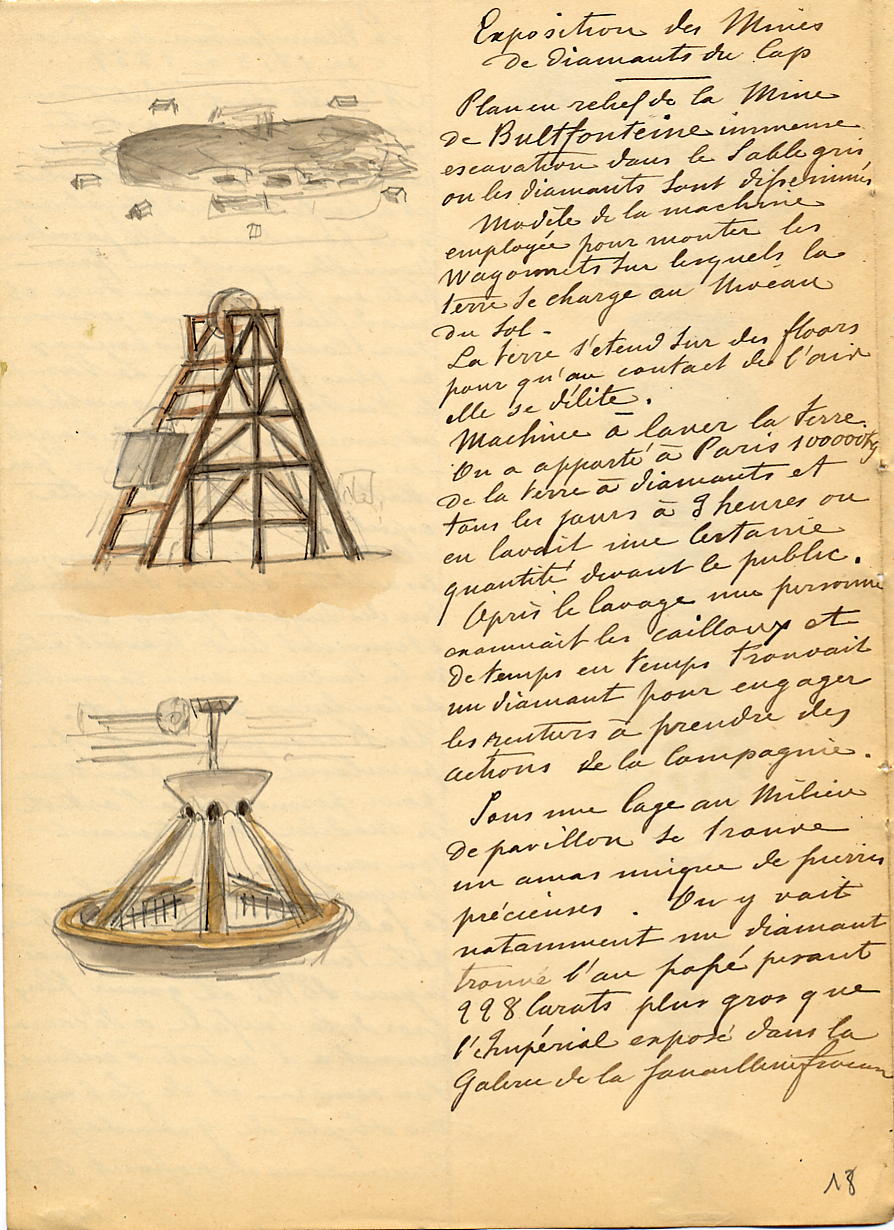 Exposition des Mines
de diamants du Cap
Plan en relief de la Mine
de Bultfonteine immense
escavation dans le Sable gris
ou les diamants sont disseminés
Modèle de la machine
employée pour monter les
Wagonnets sur lesquels la
terre se charge au Niveau
du Sol -
La terre s'etend sur des floors
pour qu'au contact de l'air
elle se délite.
Machine à laver la terre.
On a apporté à Paris 100000 Kg
de la terre à diamants et
tous les jours à 3 heures on
en lavait une Certaine
quantité devant le public.
Après le lavage une personne
examinait les cailloux et
de temps en temps trouvait
un diamant pour engager
les rentiers à prendre des
actions de la Compagnie.
Sous une Cage au Milieu
de pavillon se trouve
un amas unique de pierres
précieuses. On y voit
notamment un diamant
trouvé l'an passé pesant
228 Carats plus gros que
l'Impérial exposé dans la
Galerie de la
18